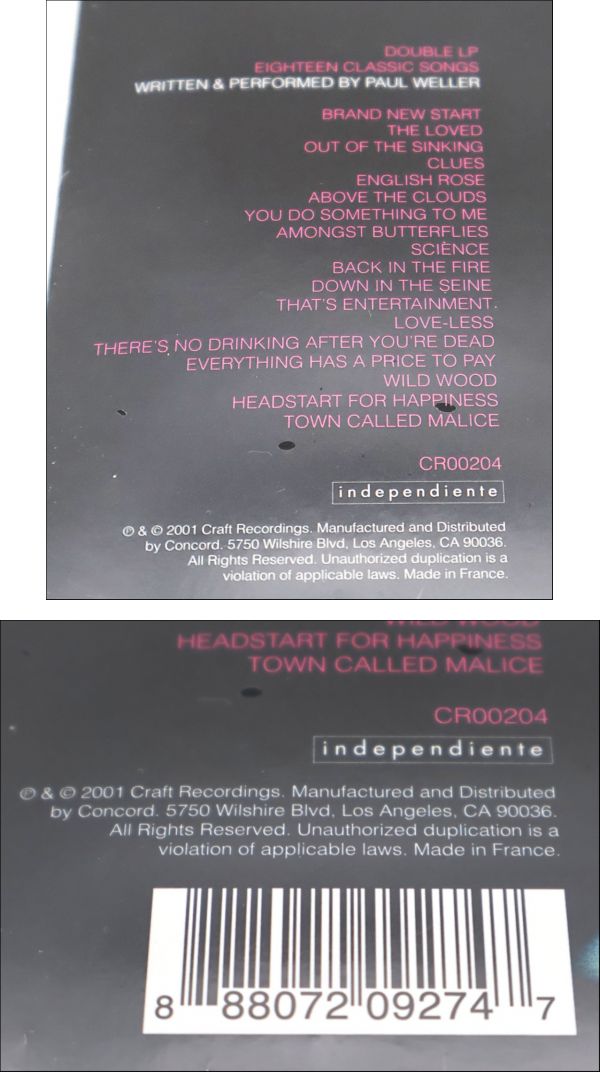 DOUBLE LP
EIGHTEEN CLASSIC SONGS
WRITTEN & PERFORMED BY PAUL WELLER
BRAND NEW START
THE LOVED
OUT OF THE SINKING
CLUES
ENGLISH ROSE
ABOVE THE CLOUDS
YOU DO SOMETHING TO ME
AMONGST BUTTERFLIES
SCIENCE
BACK IN THE FIRE
DOWN IN THE SEINE
THAT'S ENTERTAINMENT
LOVE-LESS
THERE'S NO DRINKING AFTER YOU'RE DEAD
EVERYTHING HAS A PRICE TO PAY
WILD WOOD
HEADSTART FOR HAPPINESS
TOWN CALLED MALICE
CR00204
independiente
℗ & © 2001 Craft Recordings. Manufactured and Distributed
by Concord. 5750 Wilshire Blvd, Los Angeles, CA 90036.
All Rights Reserved. Unauthorized duplication is a
violation of applicable laws. Made in France.
WILD WOOD
HEADSTART FOR HAPPINESS
TOWN CALLED MALICE
CR00204
independiente
℗ & © 2001 Craft Recordings. Manufactured and Distributed
by Concord. 5750 Wilshire Blvd, Los Angeles, CA 90036.
All Rights Reserved. Unauthorized duplication is a
violation of applicable laws. Made in France.
8 88072 09274 7